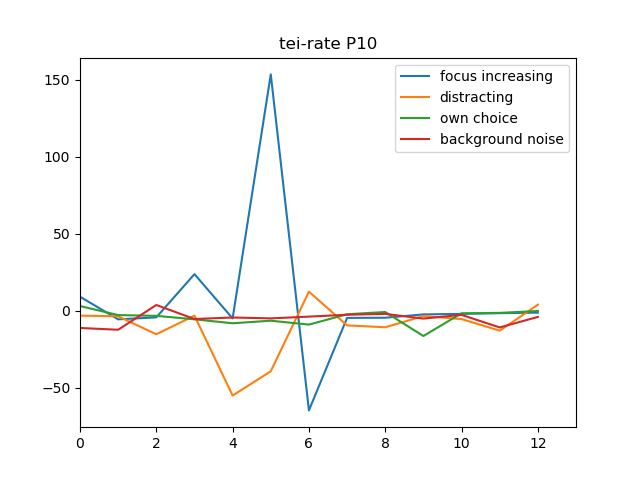 tei-rate P10
focus increasing
distracting
own choice
background noise
150
100
50
0
−50
0 2 4 6 8 10 12